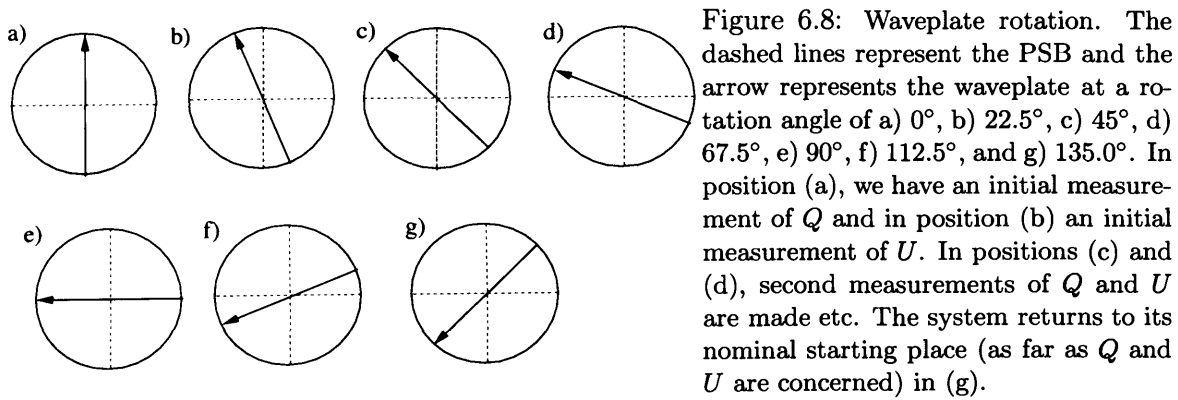 a)
b)
c)
d)
e)
f)
g)
Figure 6.8: Waveplate rotation. The
dashed lines represent the PSB and the
arrow represents the waveplate at a ro-
tation angle of a) 0°, b) 22.5°, c) 45°, d)
67.5°, e) 90°, f) 112.5°, and g) 135.0°. In
position (a), we have an initial measure-
ment of Q and in position (b) an initial
measurement of U. In positions (c) and
(d), second measurements of Q and U
are made etc. The system returns to its
nominal starting place (as far as Q and
U are concerned) in (g).